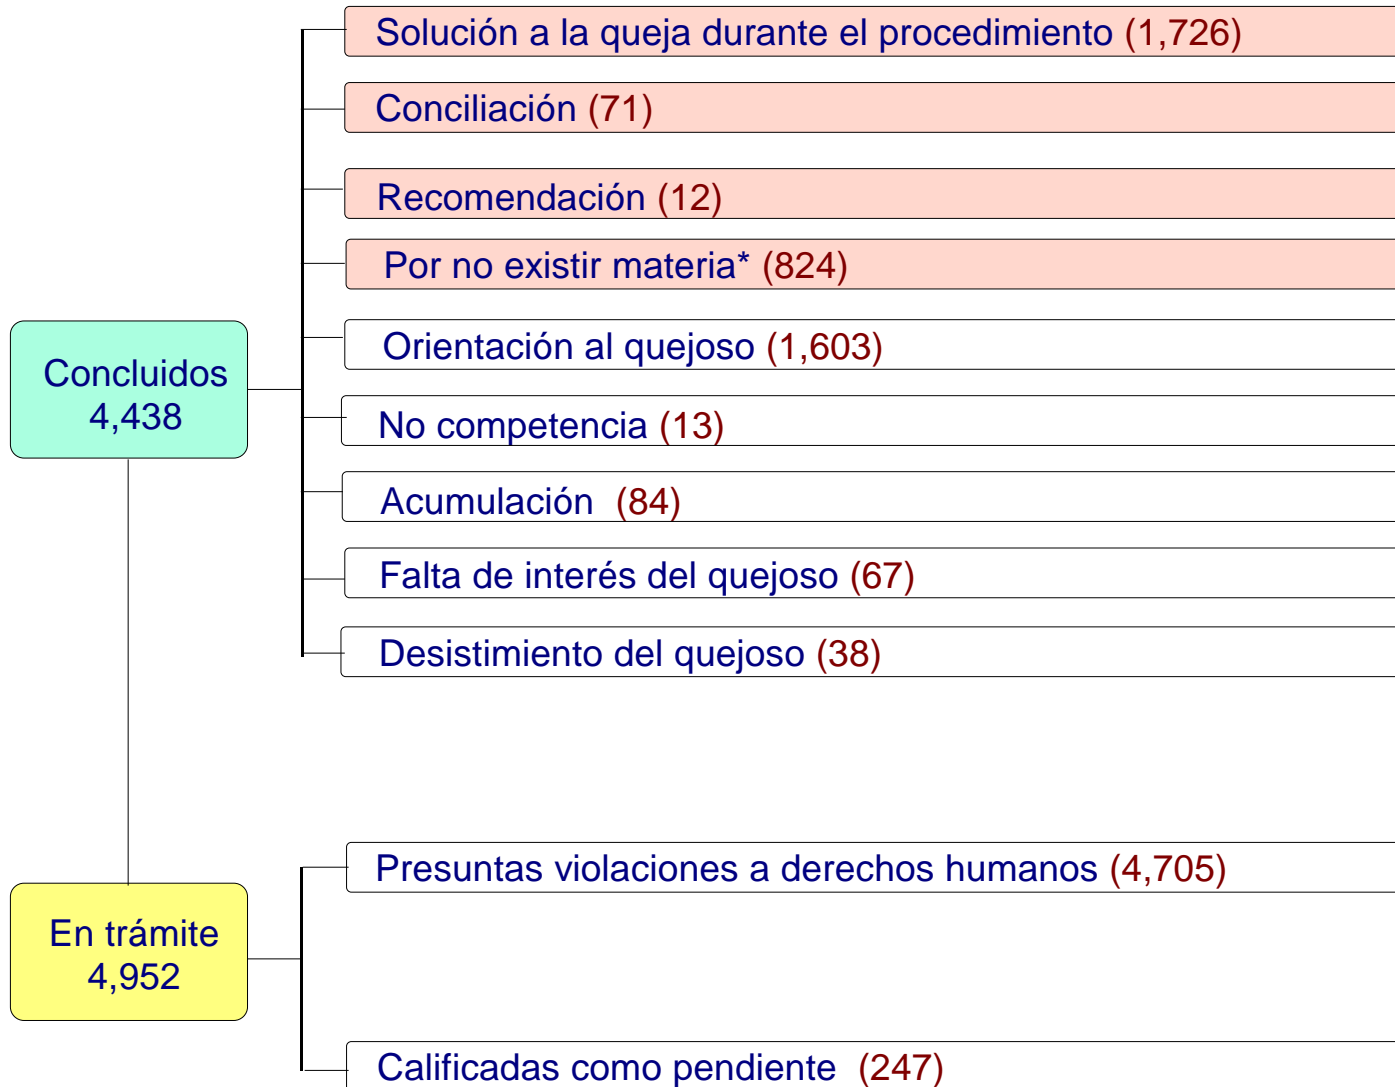 Solución a la queja durante el procedimiento (1,726)
Conciliación (71)
Recomendación (12)
Por no existir materia* (824)
Orientación al quejoso (1,603)
Concluidos
4,438
No competencia (13)
Acumulación (84)
Falta de interés del quejoso (67)
Desistimiento del quejoso (38)
Presuntas violaciones a derechos humanos (4,705)
En trámite
4,952
Calificadas como pendiente (247)